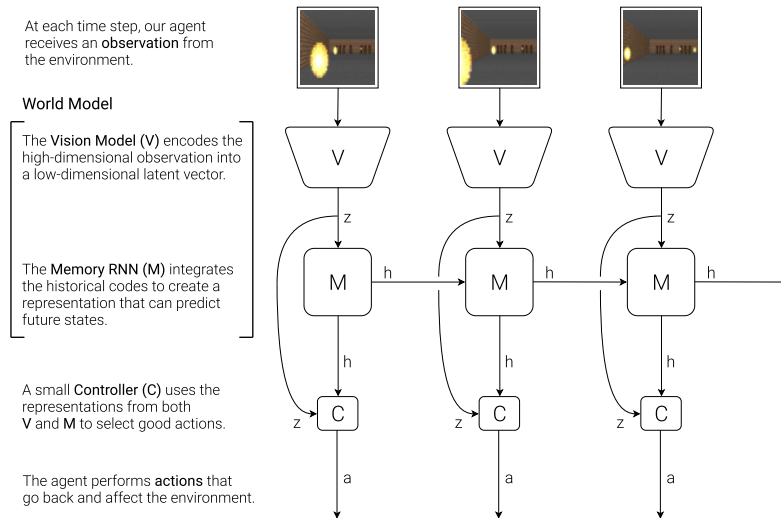 At each time step, our agent
receives an observation from
the environment.
World Model
The Vision Model (V) encodes the
high-dimensional observation into
a low-dimensional latent vector.
V
V
V
z
z
z
The Memory RNN (M) integrates
the historical codes to create a
representation that can predict
future states.
M
h
M
h
M
h
h
h
h
A small Controller (C) uses the
representations from both
V and M to select good actions.
z
C
z
C
z
C
The agent performs actions that
go back and affect the environment.
a
a
a